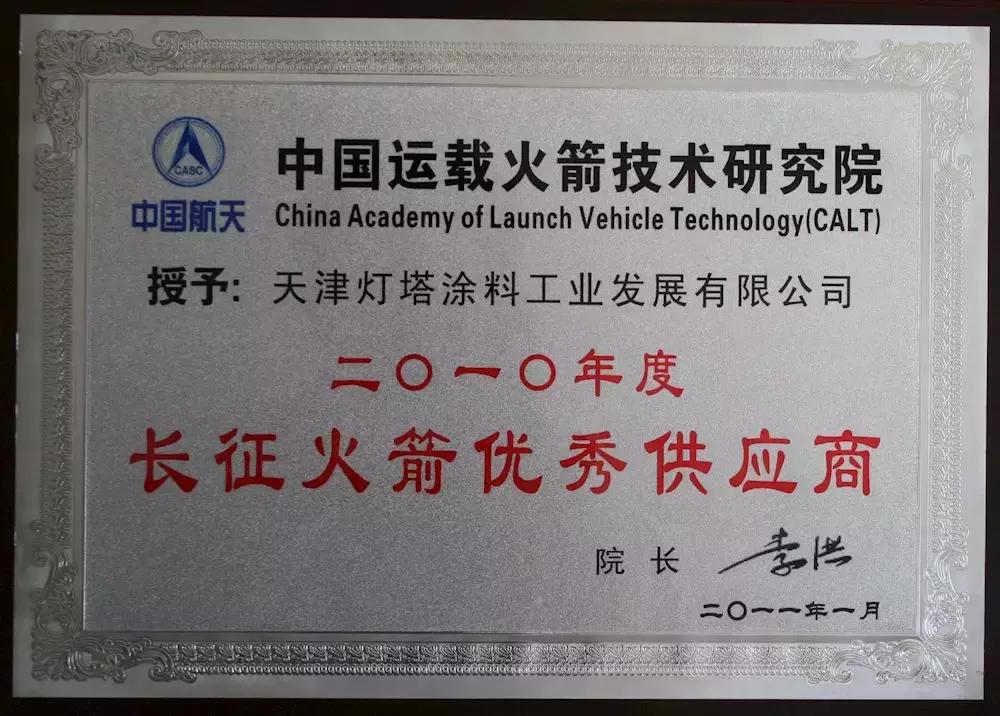 CASC
中国航天
中国运载火箭技术研究院
China Academy of Launch Vehicle Technology(CALT)
授予: 天津灯塔涂料工业发展有限公司
二〇一〇年度
长征火箭优秀供应商
院长 李洪
二〇一一年一月